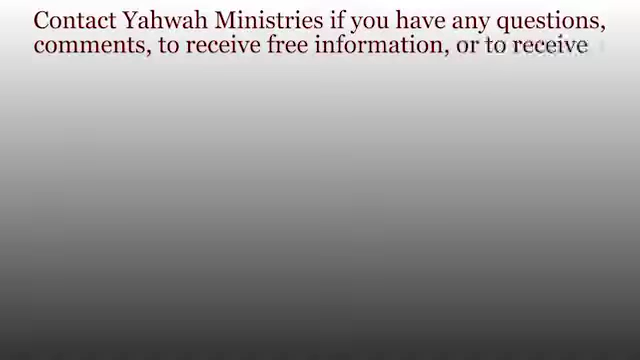 Contact Yahwah Ministries if you have any questions,
comments, to receive free information, or to receive